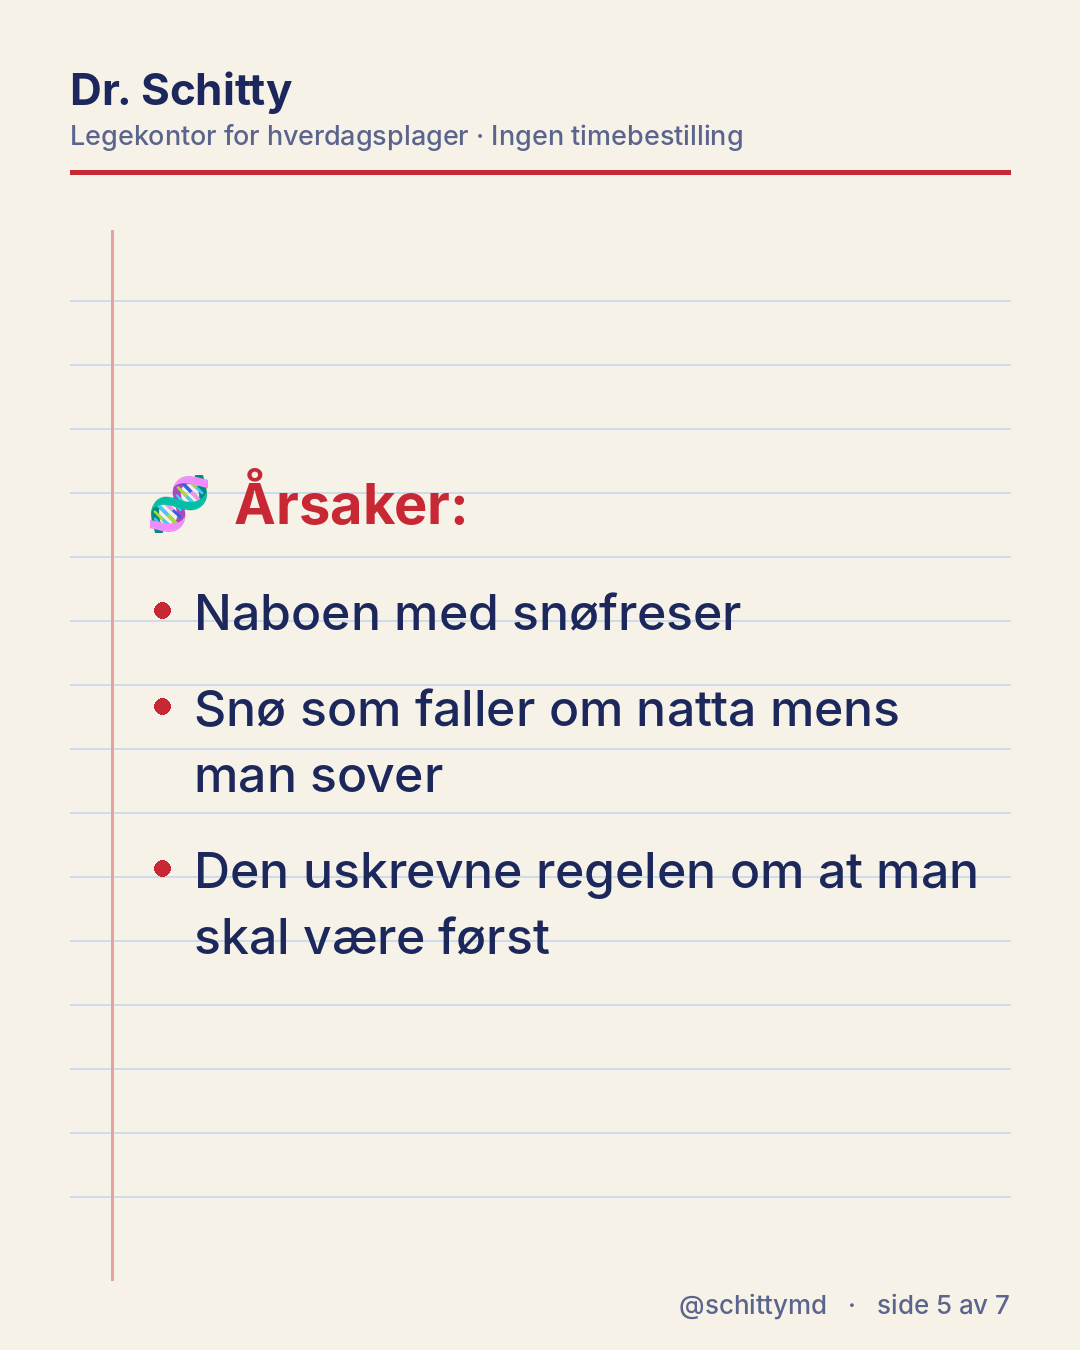 Dr. Schitty
Legekontor for hverdagsplager · Ingen timebestilling
🧬 Årsaker:
• Naboen med snøfreser
• Snø som faller om natta mens
man sover
• Den uskrevne regelen om at man
skal være først
@schittymd · side 5 av 7